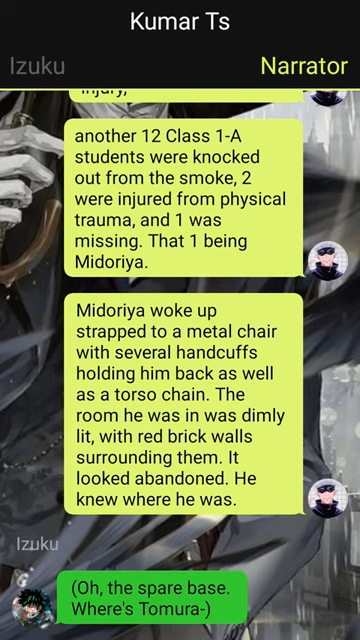 Kumar Ts
Izuku
Narrator
injury,
another 12 Class 1-A
students were knocked
out from the smoke, 2
were injured from physical
trauma, and 1 was
missing. That 1 being
Midoriya.
Midoriya woke up
strapped to a metal chair
with several handcuffs
holding him back as well
as a torso chain. The
room he was in was dimly
lit, with red brick walls
surrounding them. It
looked abandoned. He
knew where he was.
Izuku
(Oh, the spare base.
Where's Tomura-)